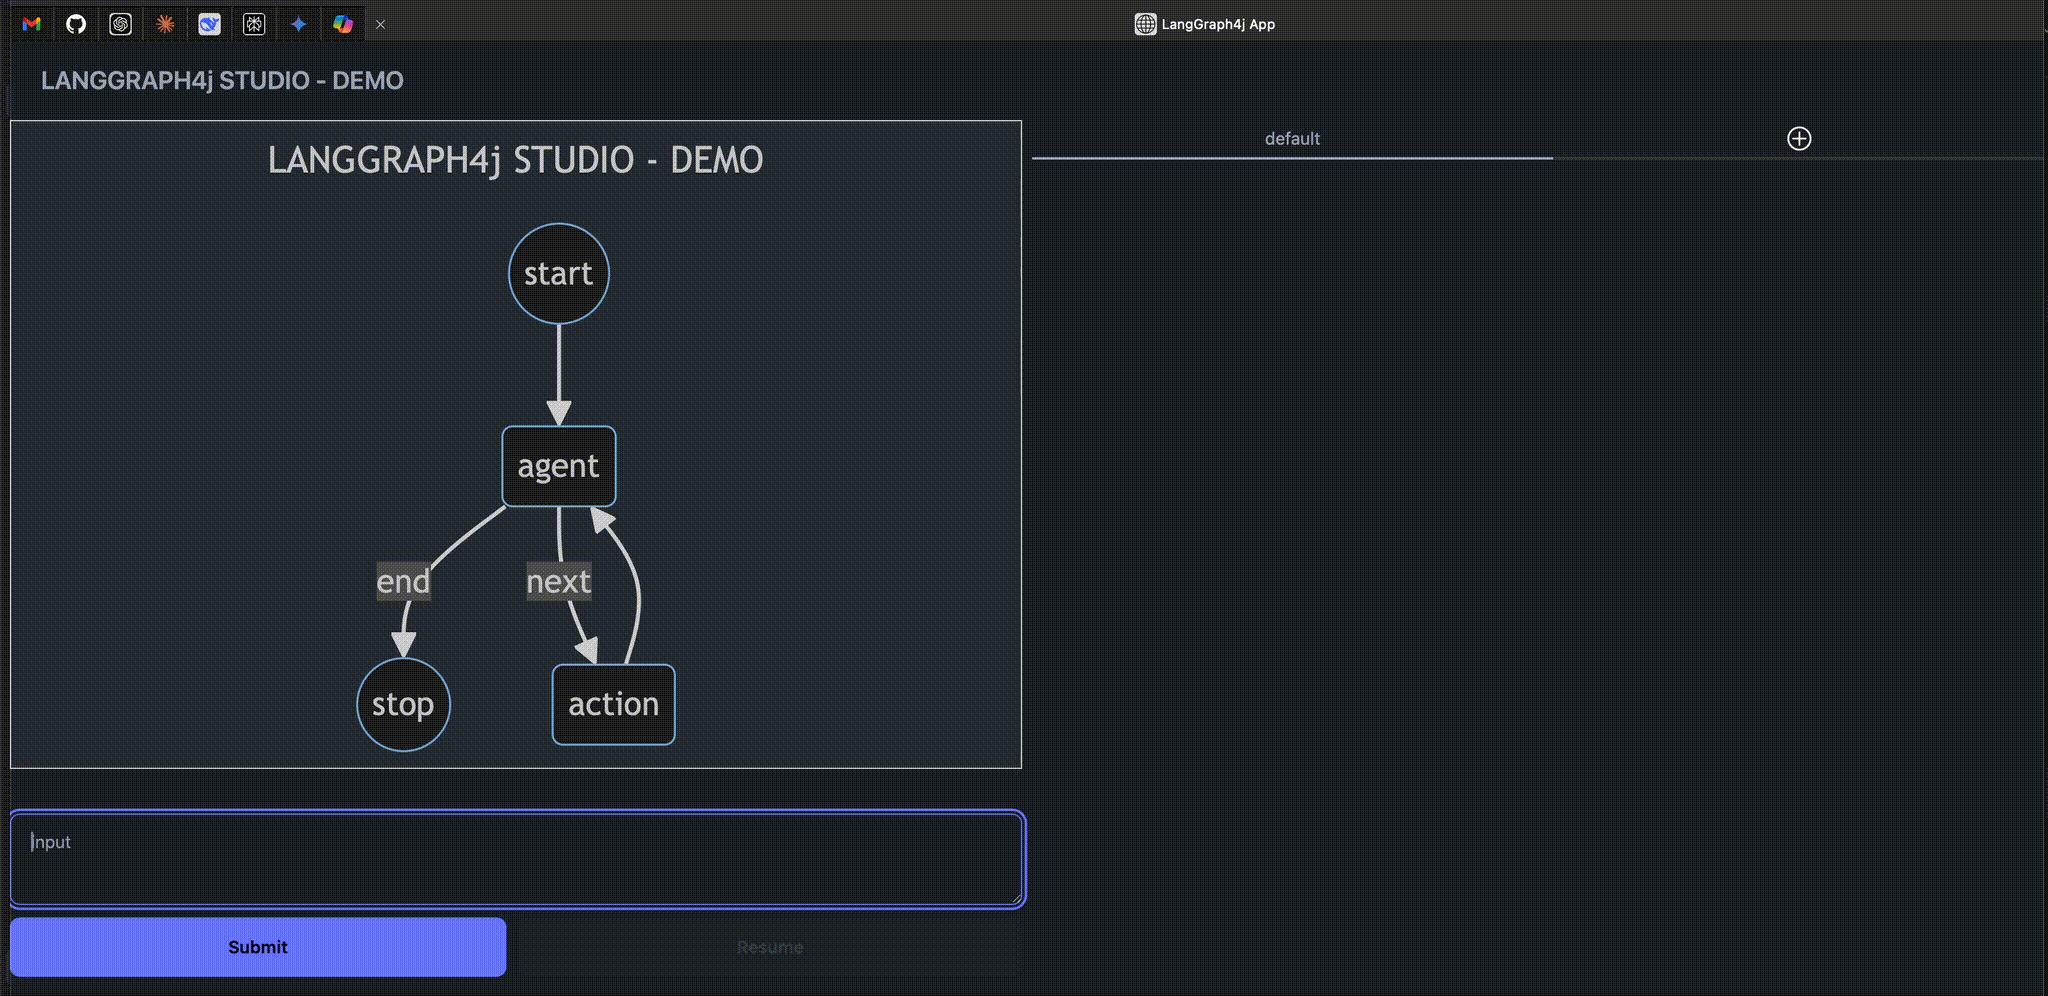 LangGraph4j App
LANGGRAPH4j STUDIO - DEMO
LANGGRAPH4j STUDIO - DEMO
default
start
agent
end
next
stop
action
Input
Submit
Resume